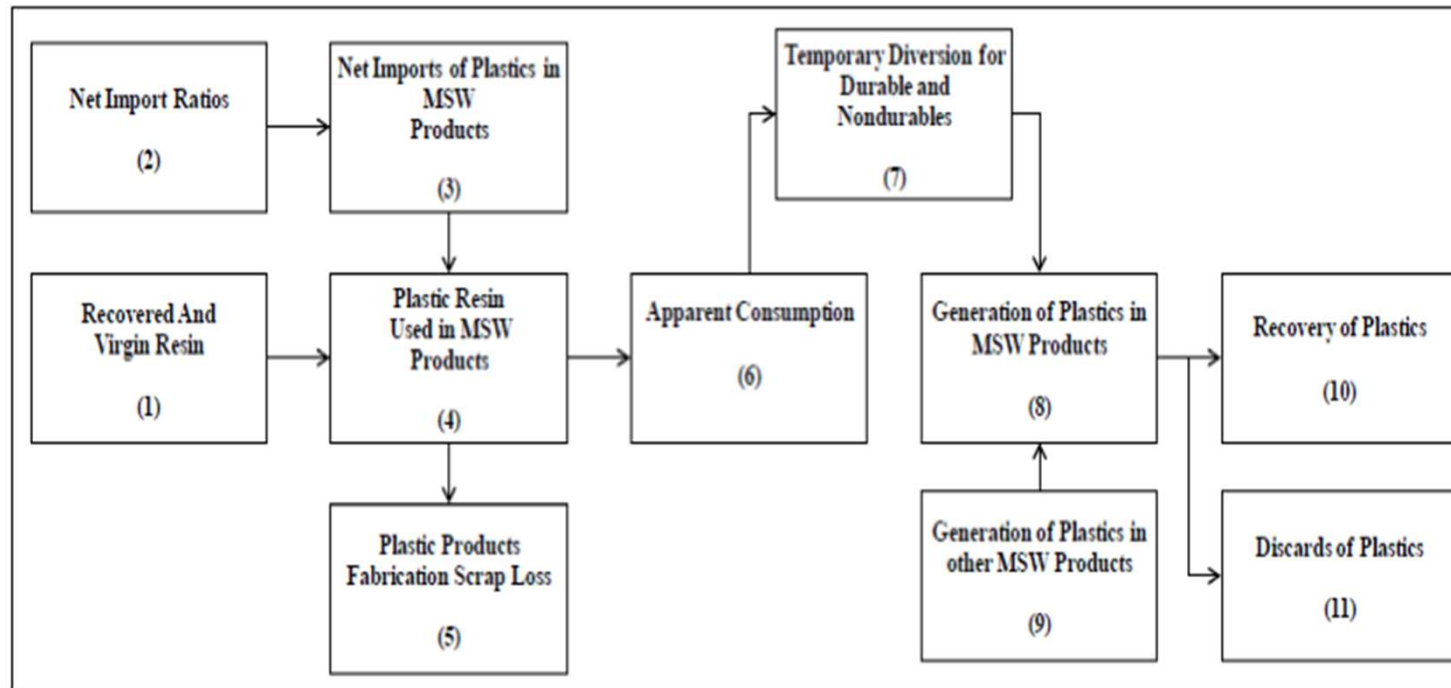 Net Import Ratios
(2)
Net Imports of Plastics in
MSW
Products
(3)
Temporary Diversion for
Durable and
Nondurables
(7)
Recovered And
Virgin Resin
(1)
Plastic Resin
Used in MSW
Products
(4)
Apparent Consumption
(6)
Generation of Plastics in
MSW Products
(8)
Recovery of Plastics
(10)
Plastic Products
Fabrication Scrap Loss
(5)
Generation of Plastics in
other MSW Products
(9)
Discards of Plastics
(11)